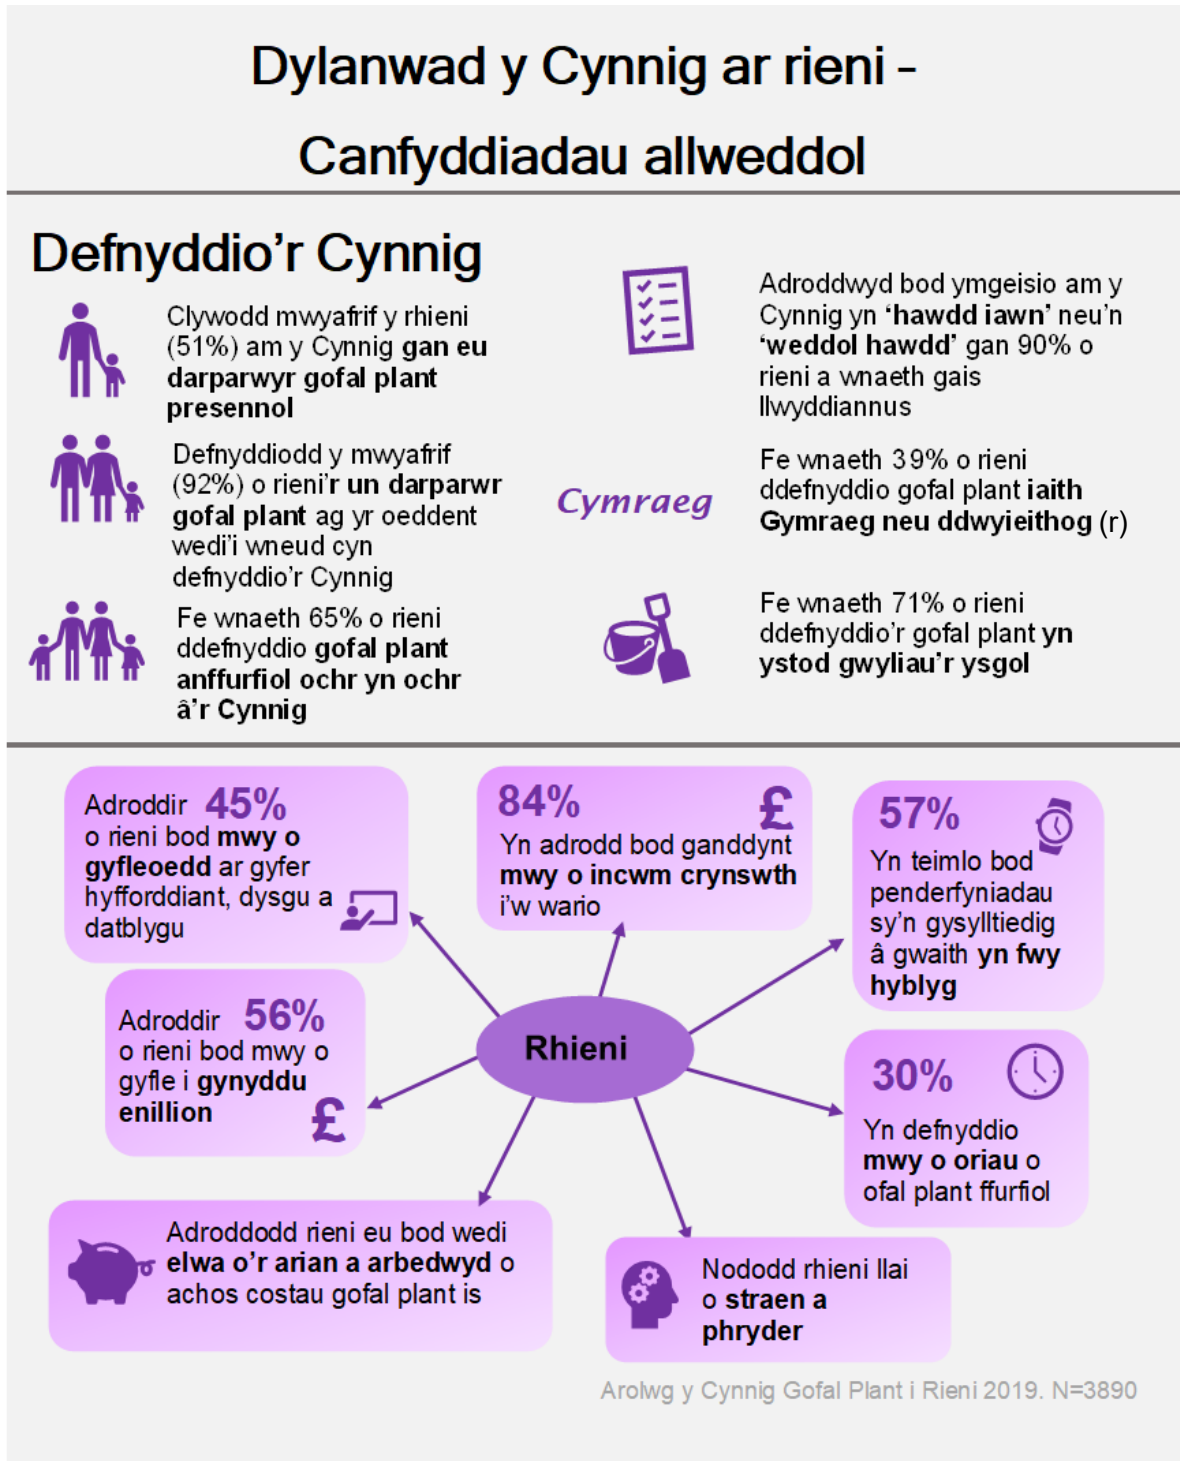 Dylanwad y Cynnig ar rieni -
Canfyddiadau allweddol
Defnyddio'r Cynnig
Clywodd mwyafrif y rhieni
(51%) am y Cynnig gan eu
darparwyr gofal plant
presennol
Defnyddiodd y mwyafrif
(92%) o rieni'r un darparwr
gofal plant ag yr oeddent
wedi'i wneud cyn
defnyddio'r Cynnig
Fe wnaeth 65% o rieni
ddefnyddio gofal plant
anffurfiol ochr yn ochr
â'r Cynnig
Adroddwyd bod ymgeisio am y
Cynnig yn ‘hawdd iawn’ neu'n
‘weddol hawdd’ gan 90% o
rieni a wnaeth gais
llwyddiannus
Cymraeg
Fe wnaeth 39% o rieni
ddefnyddio gofal plant iaith
Gymraeg neu ddwyieithog (r)
Fe wnaeth 71% o rieni
ddefnyddio'r gofal plant yn
ystod gwyliau'r ysgol
Adroddir 45%
o rieni bod mwy o
gyfleoedd ar gyfer
hyfforddiant, dysgu a
datblygu
84% £
Yn adrodd bod ganddynt
mwy o incwm crynswth
i'w wario
57%
Yn teimlo bod
penderfyniadau
sy'n gysylltiedig
â gwaith yn fwy
hyblyg
Adroddir 56%
o rieni bod mwy o
gyfle i gynyddu
enillion £
Rhieni
30%
Yn defnyddio
mwy o oriau o
ofal plant ffurfiol
Adroddodd rieni eu bod wedi
elwa o'r arian a arbedwyd o
achos costau gofal plant is
Nododd rhieni llai
o straen a
phryder
Arolwg y Cynnig Gofal Plant i Rieni 2019. N=3890